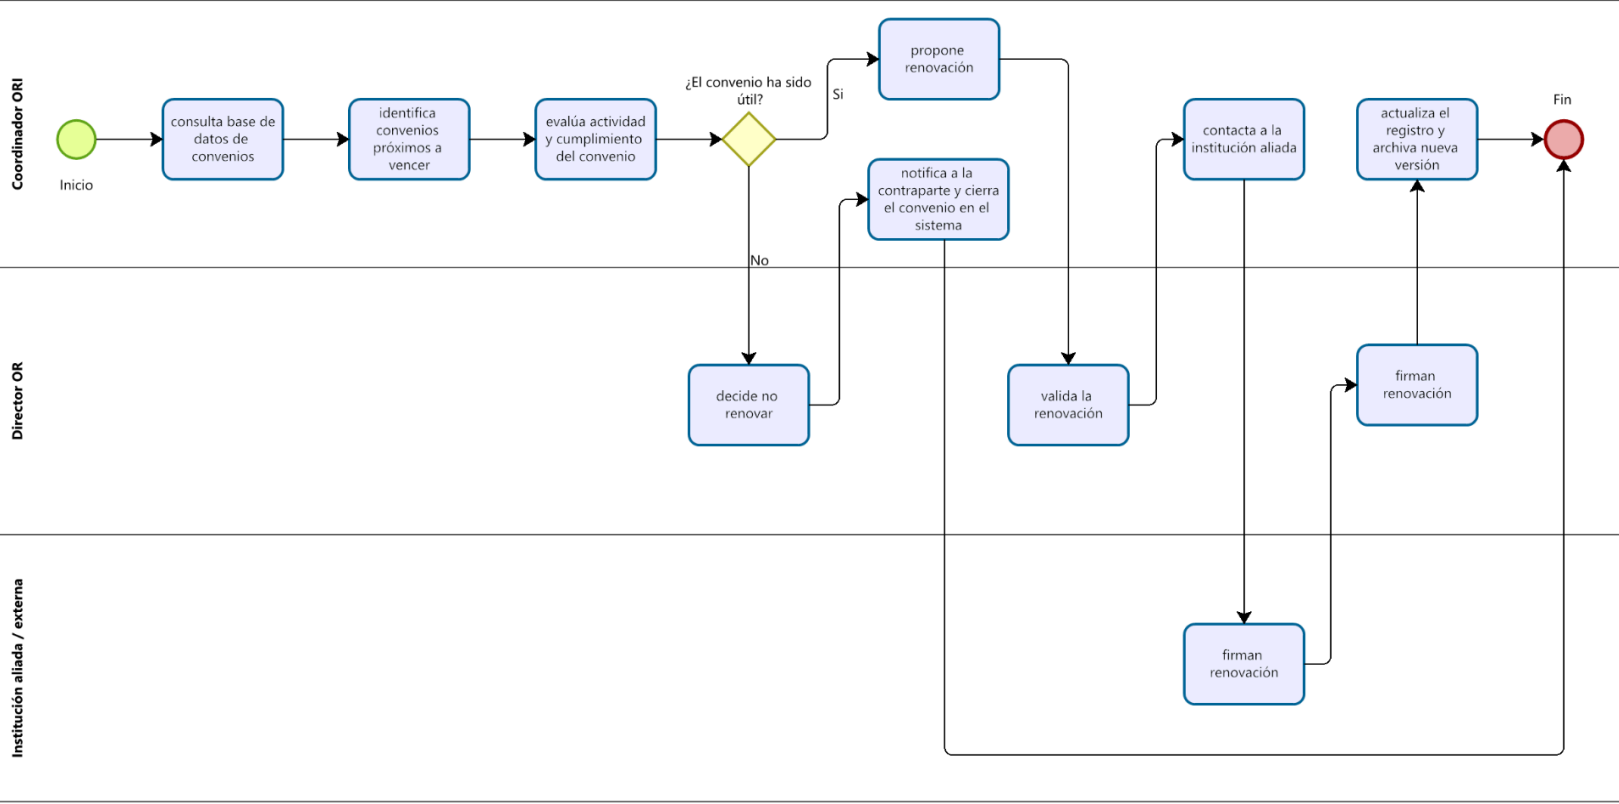 Coordinador ORI
Inicio
consulta base de
datos de
convenios
identifica
convenios
próximos a
vencer
evalúa actividad
y cumplimiento
del convenio
¿El convenio ha sido
útil?
Si
No
propone
renovación
notifica a la
contraparte y cierra
el convenio en el
sistema
contacta a la
institución aliada
actualiza el
registro y
archiva nueva
versión
Fin
Director OR
decide no
renovar
valida la
renovación
firman
renovación
Institución aliada / externa
firman
renovación